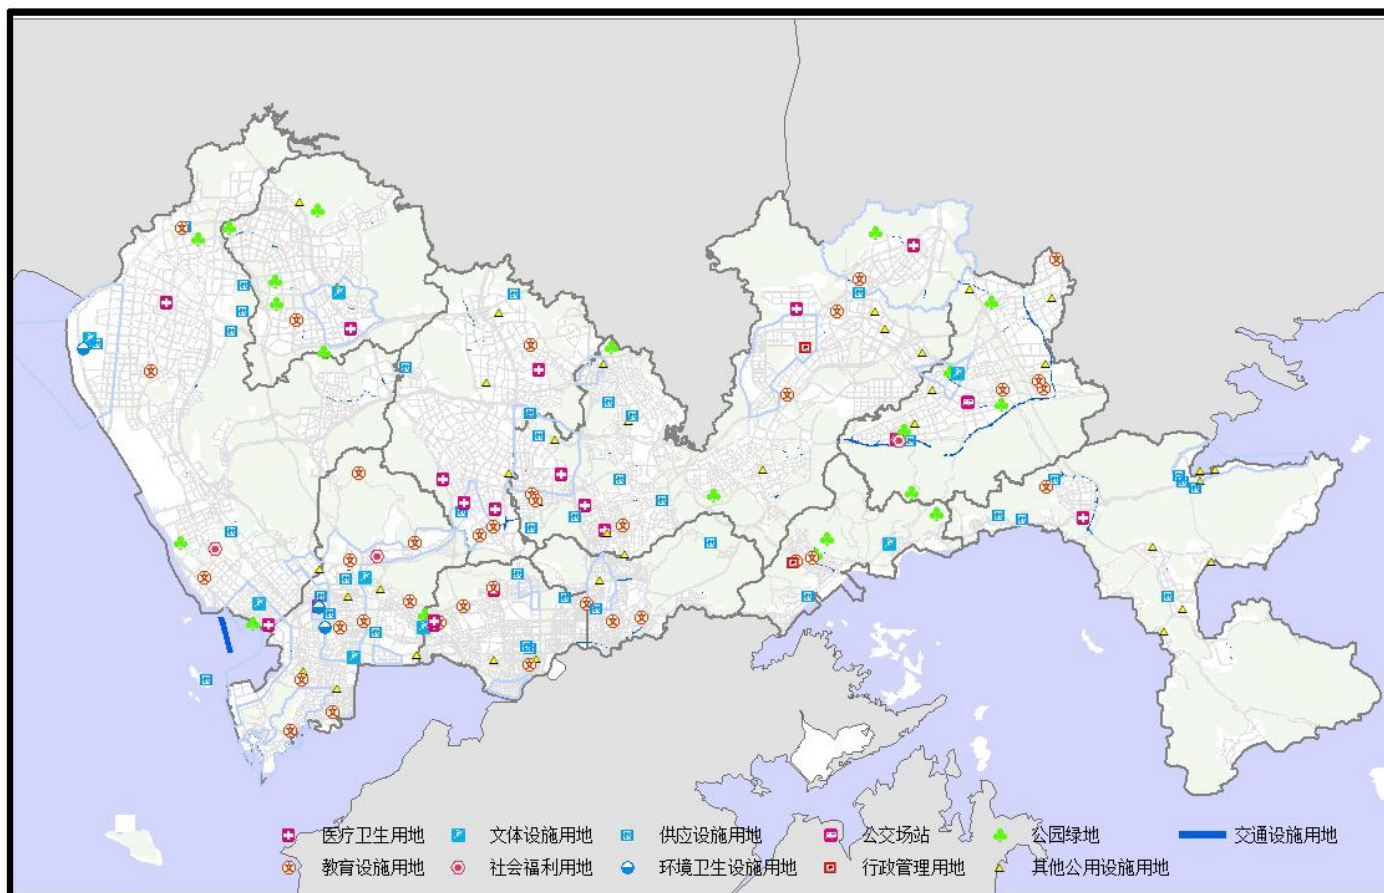 医疗卫生用地 文体设施用地 供应设施用地 公交场站 公园绿地 交通设施用地
教育设施用地 社会福利用地 环境卫生设施用地 行政管理用地 其他公用设施用地